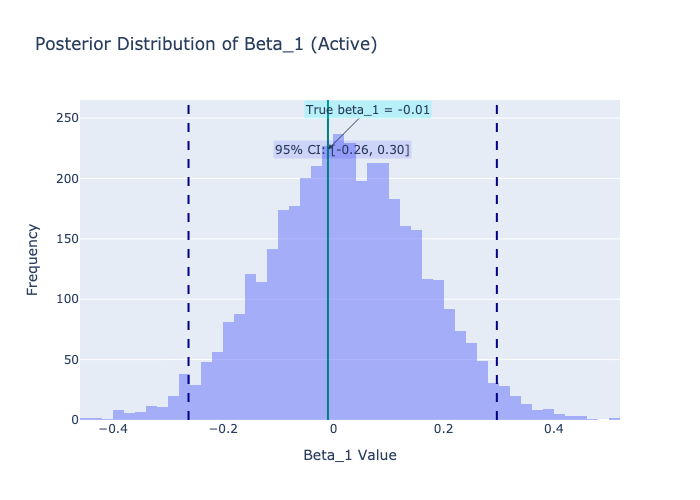 Posterior Distribution of Beta_1 (Active)
True beta_1 = -0.01
95% CI: [-0.26, 0.30]
250
200
150
100
50
0
Frequency
−0.4
−0.2
0
0.2
0.4
Beta_1 Value